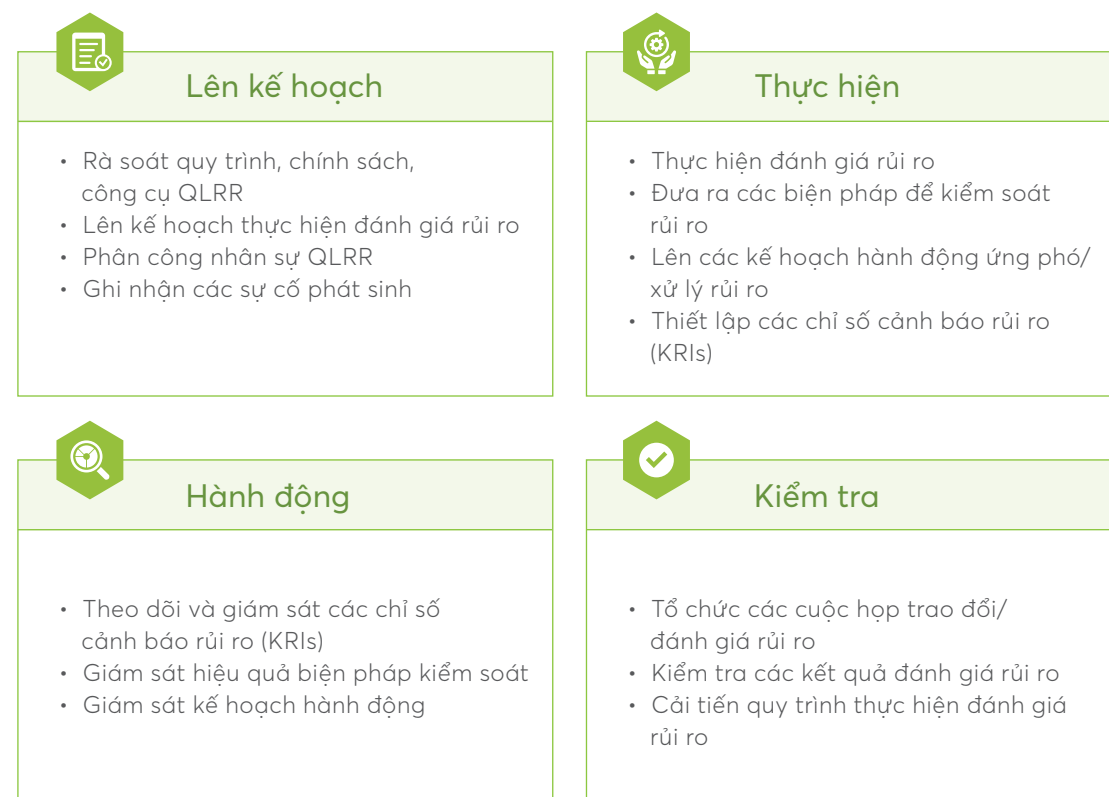 Lên kế hoạch
• Rà soát quy trình, chính sách,
công cụ QLRR
• Lên kế hoạch thực hiện đánh giá rủi ro
• Phân công nhân sự QLRR
• Ghi nhận các sự cố phát sinh
Thực hiện
• Thực hiện đánh giá rủi ro
• Đưa ra các biện pháp để kiểm soát
rủi ro
• Lên các kế hoạch hành động ứng phó/
xử lý rủi ro
• Thiết lập các chỉ số cảnh báo rủi ro
(KRIs)
Hành động
• Theo dõi và giám sát các chỉ số
cảnh báo rủi ro (KRIs)
• Giám sát hiệu quả biện pháp kiểm soát
• Giám sát kế hoạch hành động
Kiểm tra
• Tổ chức các cuộc họp trao đổi/
đánh giá rủi ro
• Kiểm tra các kết quả đánh giá rủi ro
• Cải tiến quy trình thực hiện đánh giá
rủi ro